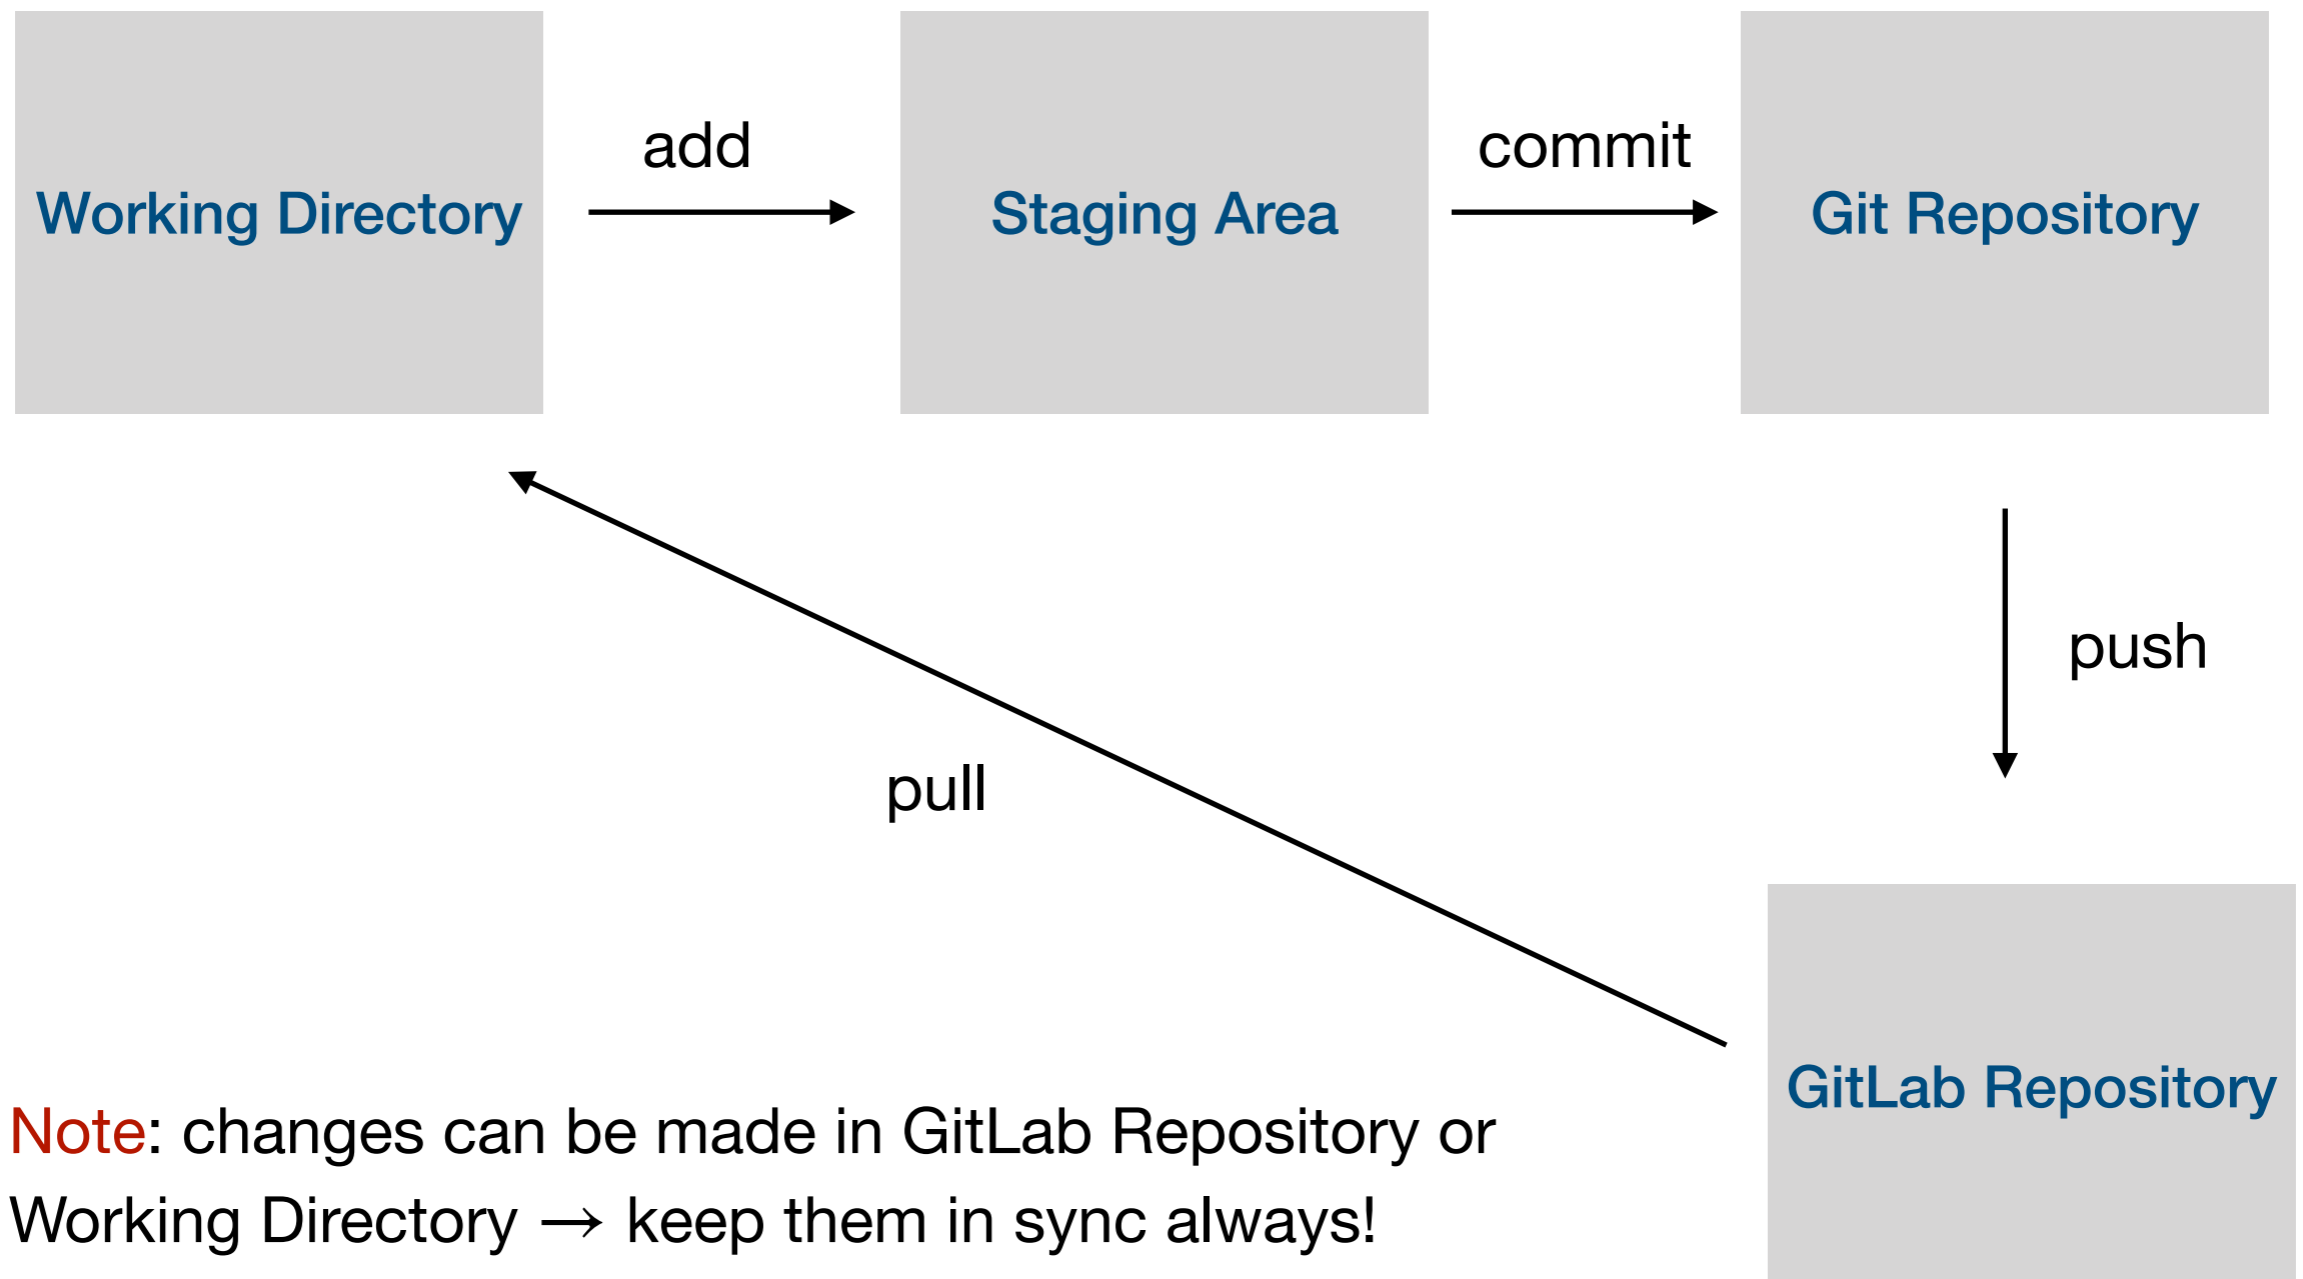 Working Directory
add
Staging Area
commit
Git Repository
push
pull
GitLab Repository
Note: changes can be made in GitLab Repository or
Working Directory → keep them in sync always!